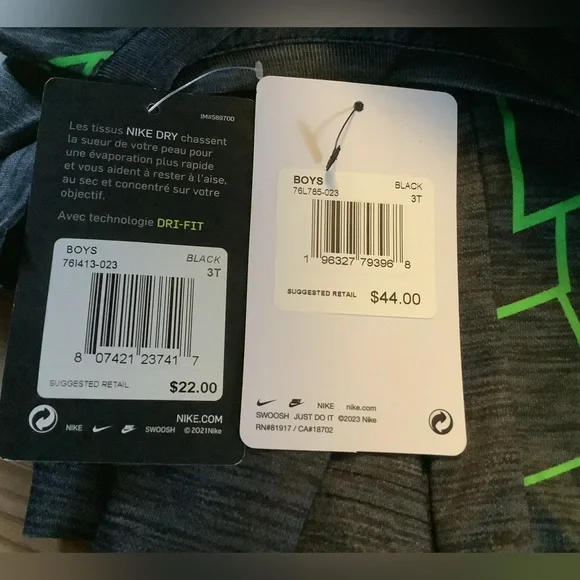 IM#589700
Les tissus NIKE DRY chassent
la sueur de votre peau pour
une évaporation plus rapide
et vous aident à rester à l'aise,
au sec et concentré sur votre
objectif.
Avec technologie DRI-FIT
BOYS
76I413-023
BLACK
3T
8 07421 23741 7
SUGGESTED RETAIL
$22.00
NIKE
NIKE.COM
SWOOSH ©2021Nike
BOYS
76L785-023
BLACK
3T
1 96327 79396 8
SUGGESTED RETAIL $44.00
NIKE nike.com
SWOOSH JUST DO IT ©2023 Nike
RN#81917 / CA#18702